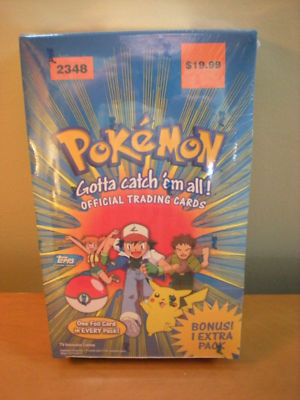 2348
$19.99
POKéMON
Gotta catch 'em all!
OFFICIAL TRADING CARDS
TOPPS
One Foil Card
in EVERY Pack!
BONUS!
1 EXTRA
PACK